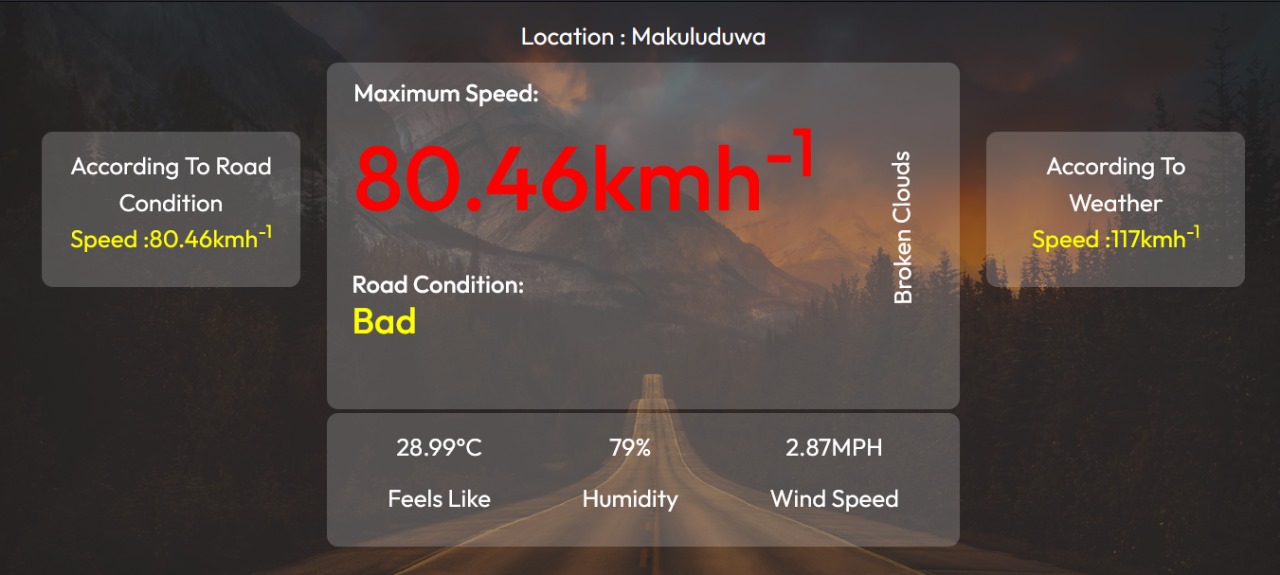 Location : Makuluduwa
Maximum Speed:
80.46kmh⁻¹
Road Condition:
Bad
Broken Clouds
According To Road
Condition
Speed :80.46kmh⁻¹
According To
Weather
Speed :117kmh⁻¹
28.99°C
79%
2.87MPH
Feels Like
Humidity
Wind Speed